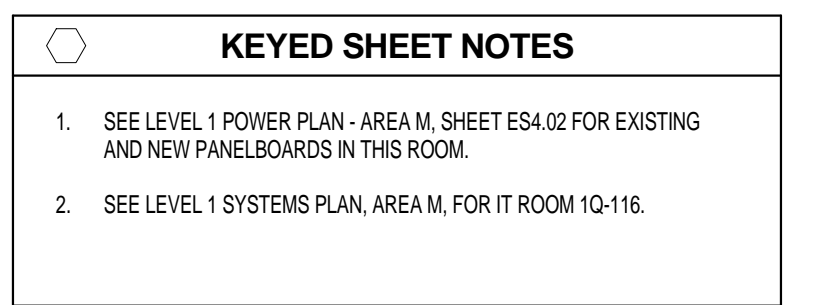 KEYED SHEET NOTES
1. SEE LEVEL 1 POWER PLAN - AREA M, SHEET ES4.02 FOR EXISTING
AND NEW PANELBOARDS IN THIS ROOM.
2. SEE LEVEL 1 SYSTEMS PLAN, AREA M, FOR IT ROOM 1Q-116.